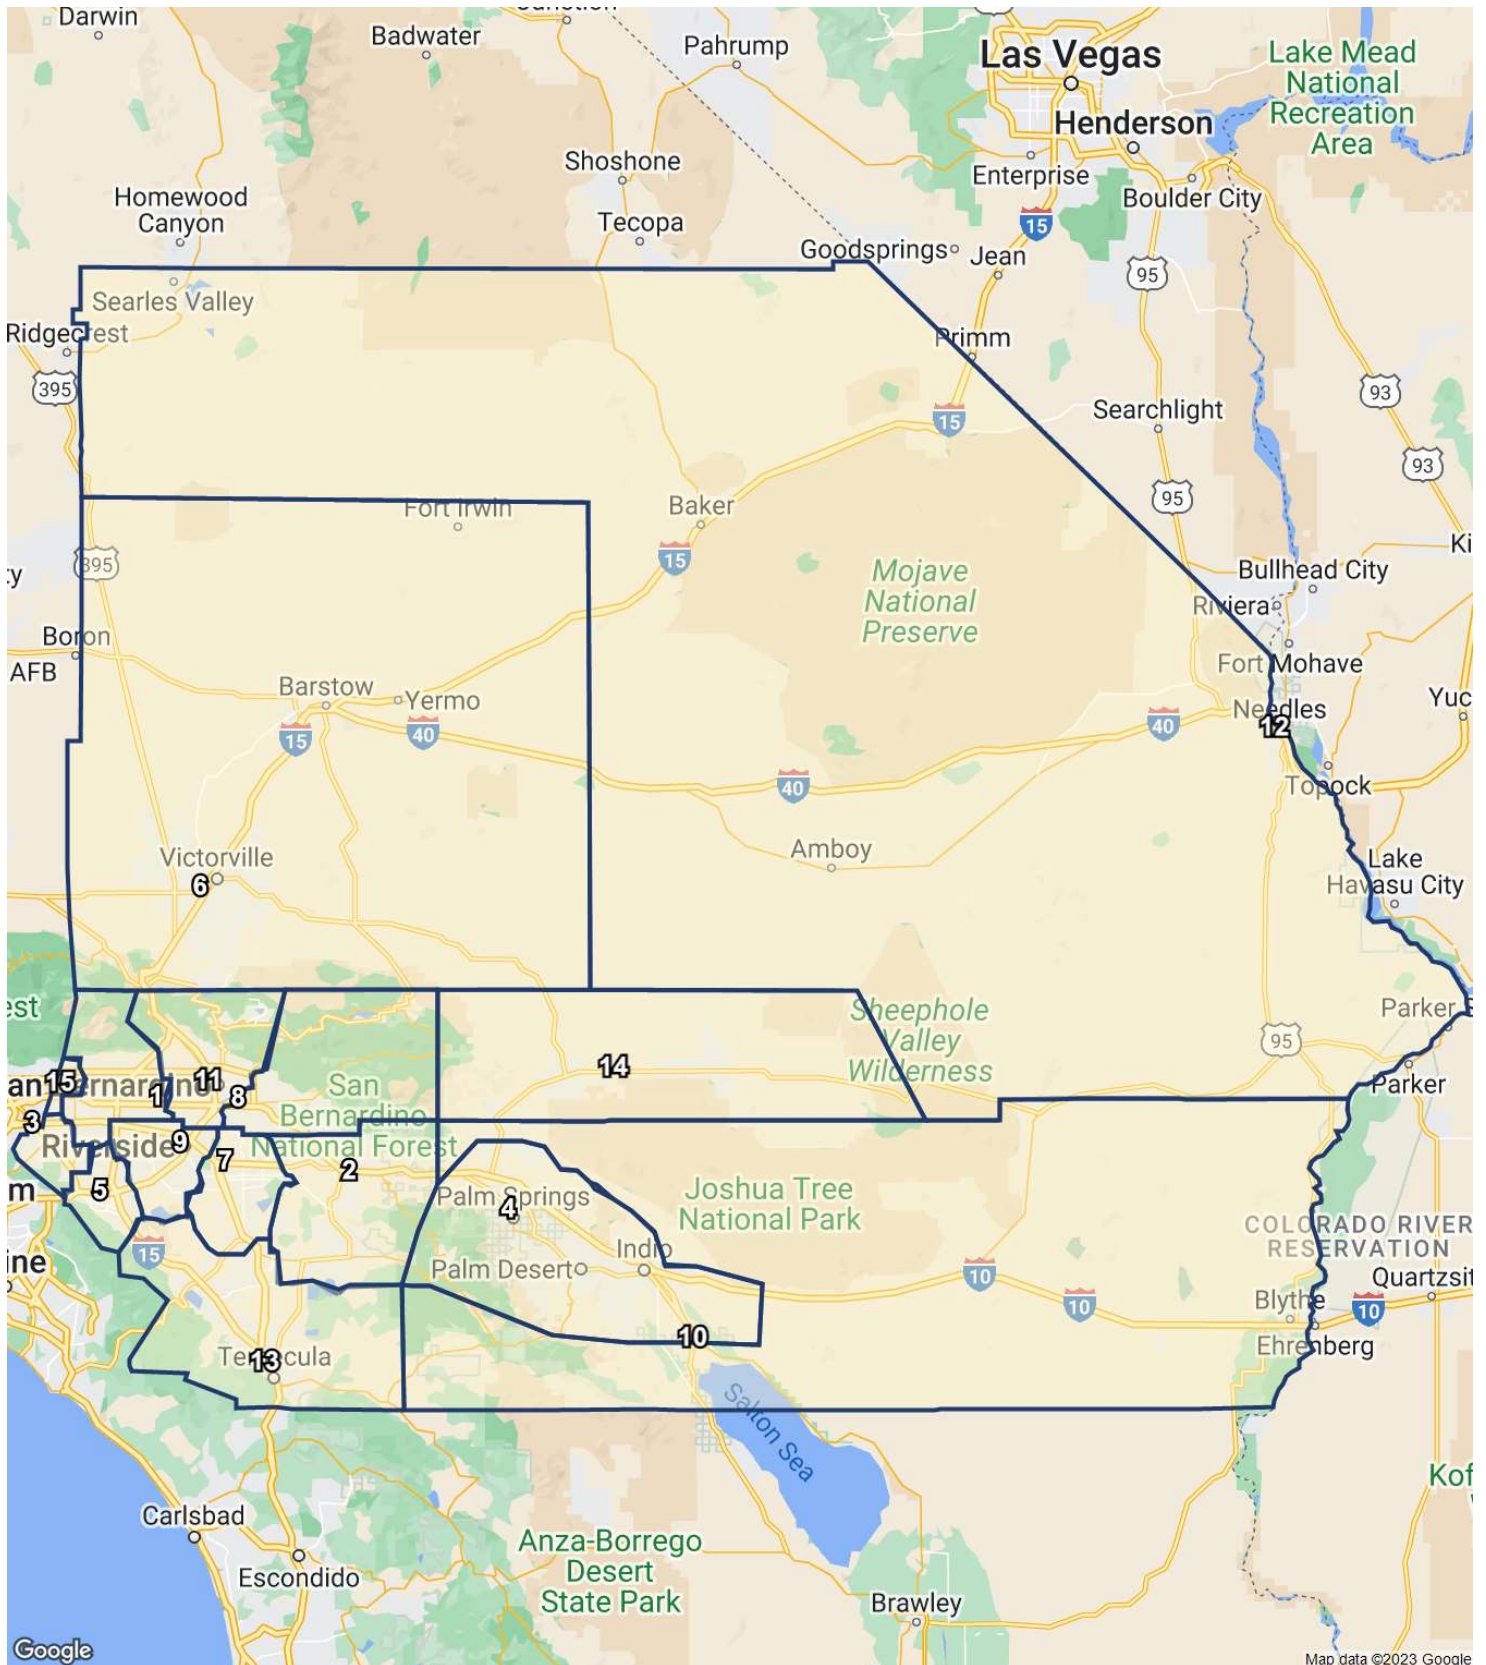 Darwin
Badwater
Pahrump
Las Vegas
Lake Mead
National
Recreation
Area
Henderson
Shoshone
Enterprise
Boulder City
Homewood
Canyon
Tecopa
15
Goodsprings
Jean
95
Searles Valley
Ridgecrest
Primm
395
93
Searchlight
15
93
95
Fort Irwin
Baker
395
15
Mojave
National
Preserve
Bullhead City
Riviera
Boron
AFB
Fort Mohave
Barstow
Yermo
Needles
12
15
40
40
40
Topock
Victorville
6
Amboy
Lake
Havasu City
Sheephole
Valley
Wilderness
Parker
95
14
Parker
15
1
11
8
San
Bernardino
National Forest
3
Riverside
9
7
2
5
Palm Springs
4
Joshua Tree
National Park
COLORADO RIVER
RESERVATION
15
Indio
Palm Desert
10
10
Quartzsit
Blythe
10
Ehrenberg
10
Temecula
13
Salton Sea
Carlsbad
Escondido
Anza-Borrego
Desert
State Park
Brawley
Google
Map data ©2023 Google